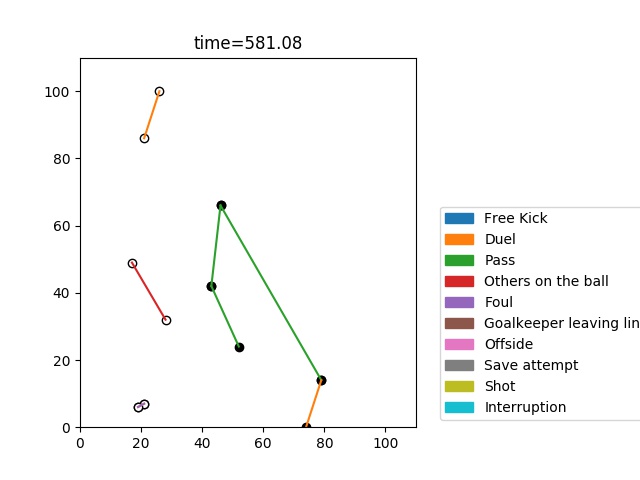 time=581.08
100
80
60
40
20
0
0 20 40 60 80 100
Free Kick
Duel
Pass
Others on the ball
Foul
Goalkeeper leaving lin
Offside
Save attempt
Shot
Interruption